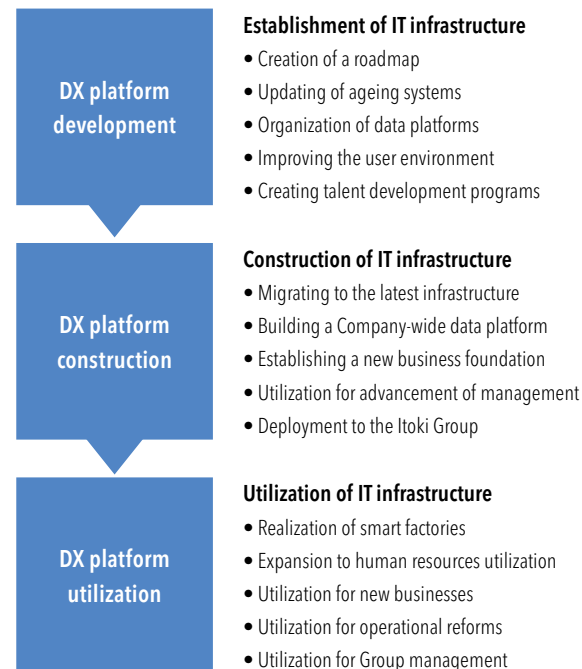 DX platform
development
Establishment of IT infrastructure
• Creation of a roadmap
• Updating of ageing systems
• Organization of data platforms
• Improving the user environment
• Creating talent development programs
DX platform
construction
Construction of IT infrastructure
• Migrating to the latest infrastructure
• Building a Company-wide data platform
• Establishing a new business foundation
• Utilization for advancement of management
• Deployment to the Itoki Group
DX platform
utilization
Utilization of IT infrastructure
• Realization of smart factories
• Expansion to human resources utilization
• Utilization for new businesses
• Utilization for operational reforms
• Utilization for Group management